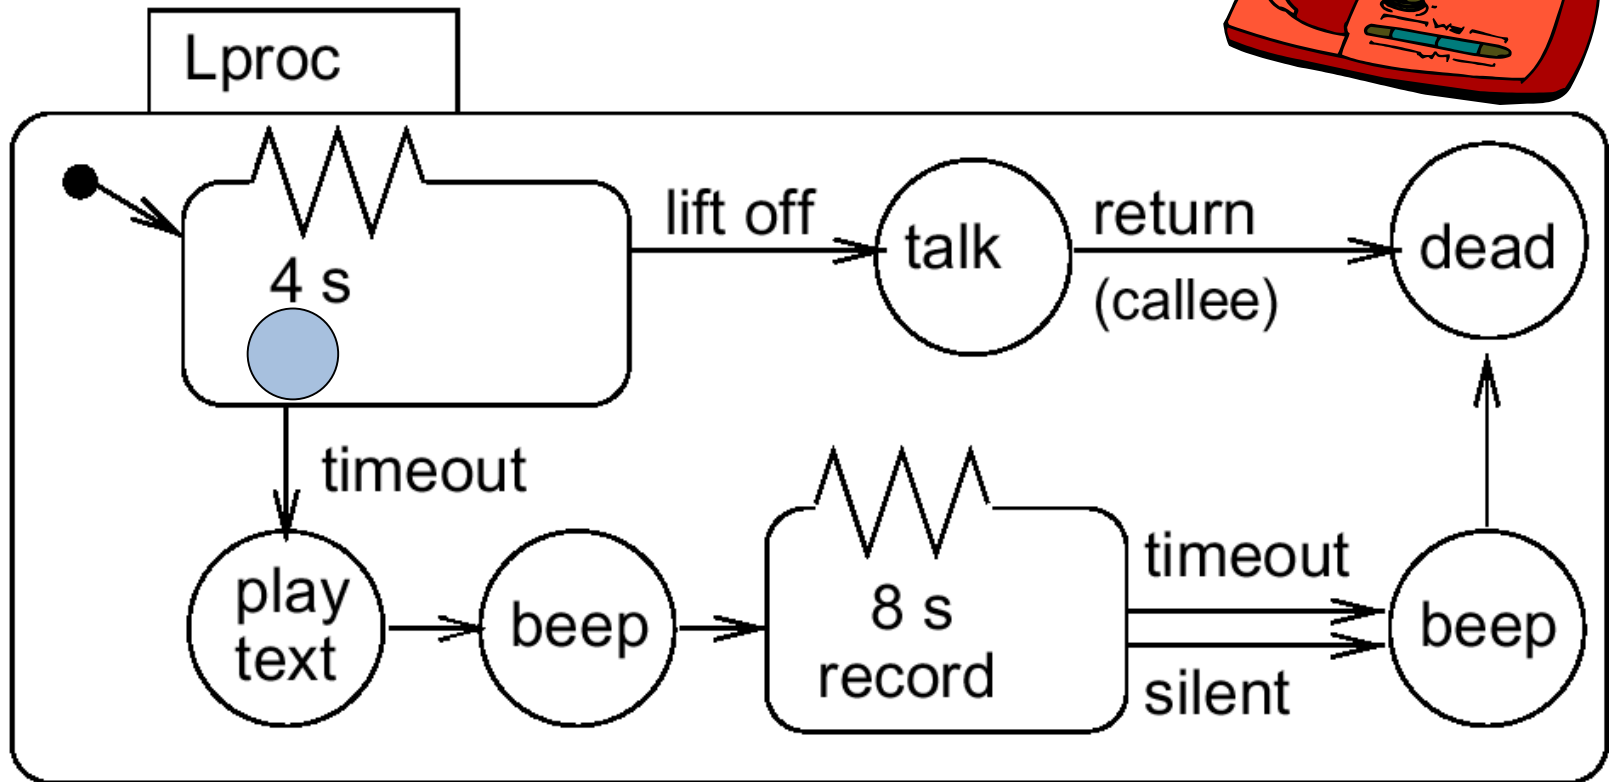 Lproc
4 s
lift off
talk
return
(callee)
dead
timeout
play
text
beep
8 s
record
timeout
silent
beep